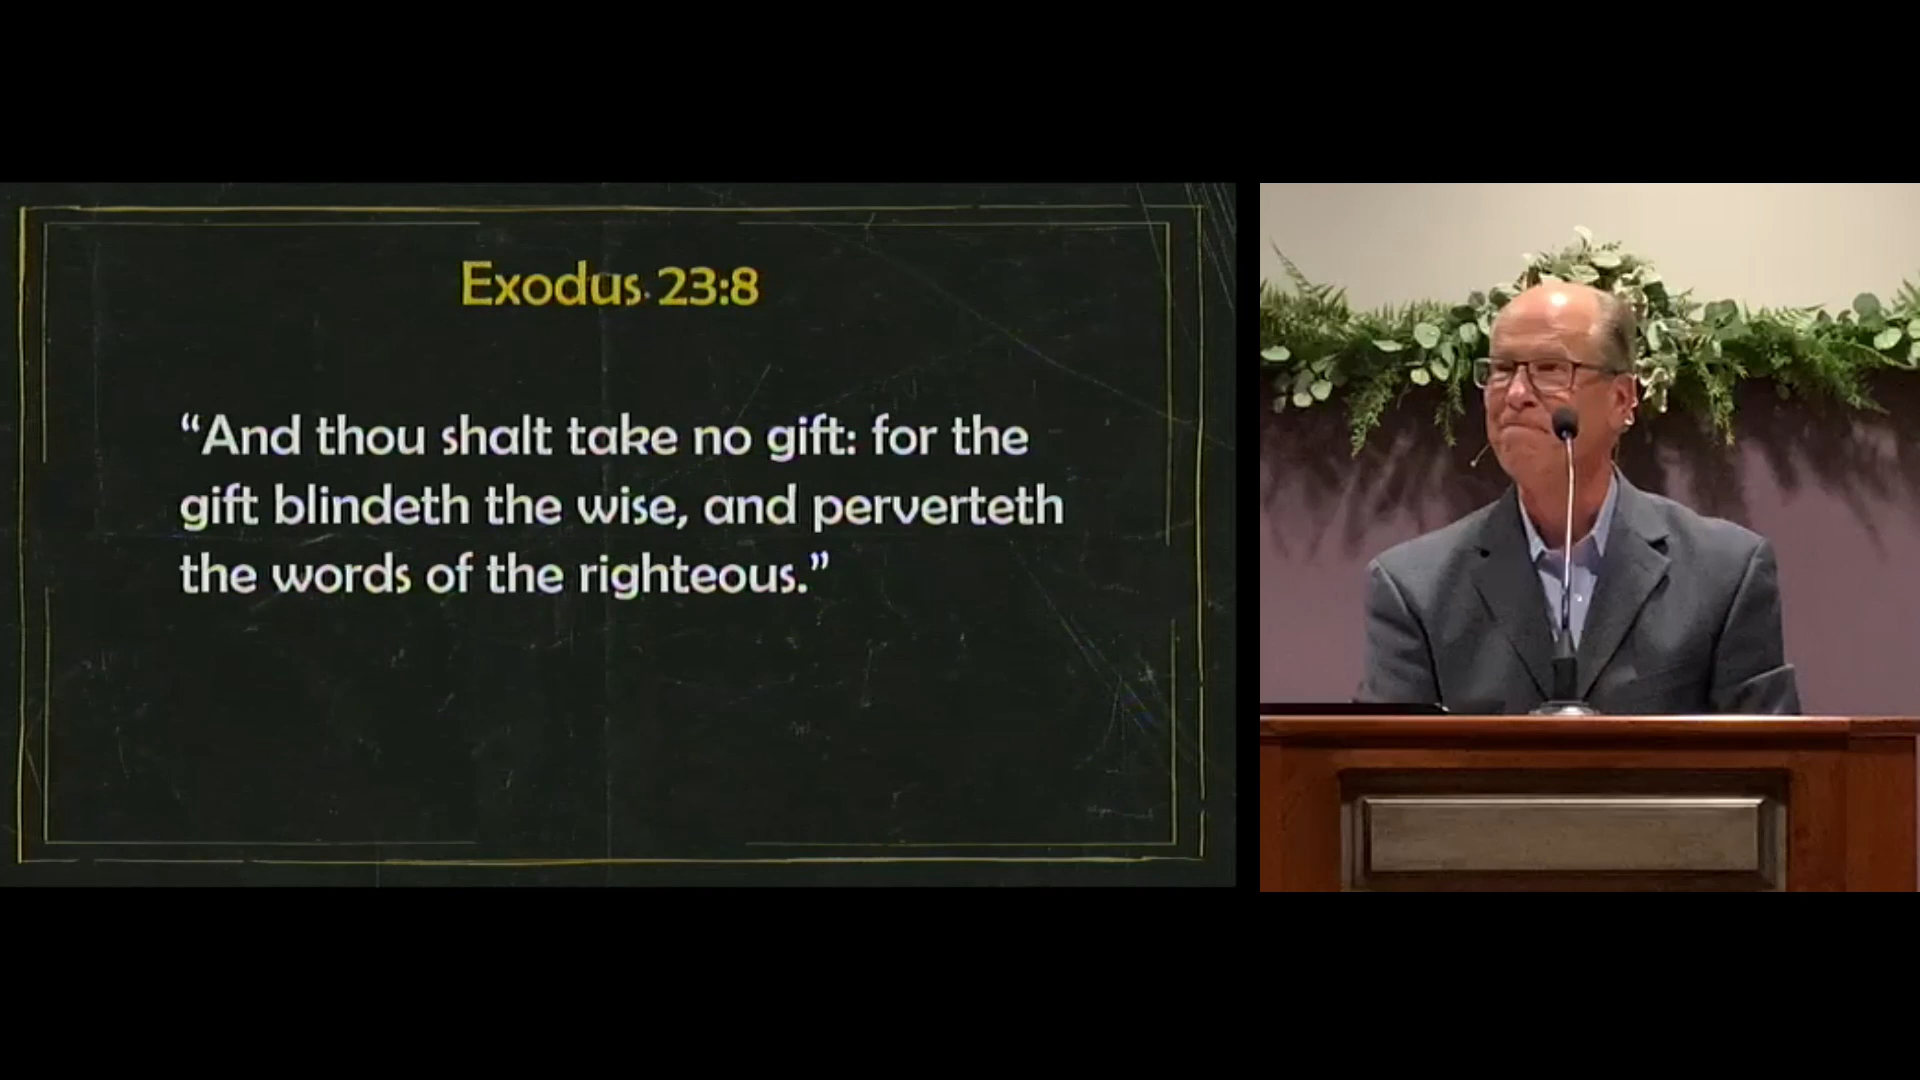 Exodus 23:8
“And thou shalt take no gift: for the
gift blindeth the wise, and perverteth
the words of the righteous.”